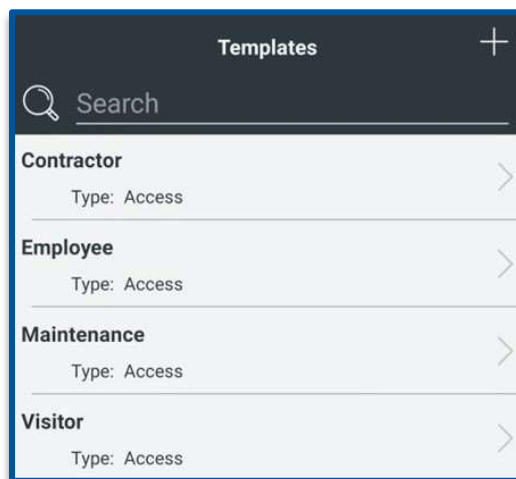 Templates
Search
Contractor
Type: Access
Employee
Type: Access
Maintenance
Type: Access
Visitor
Type: Access